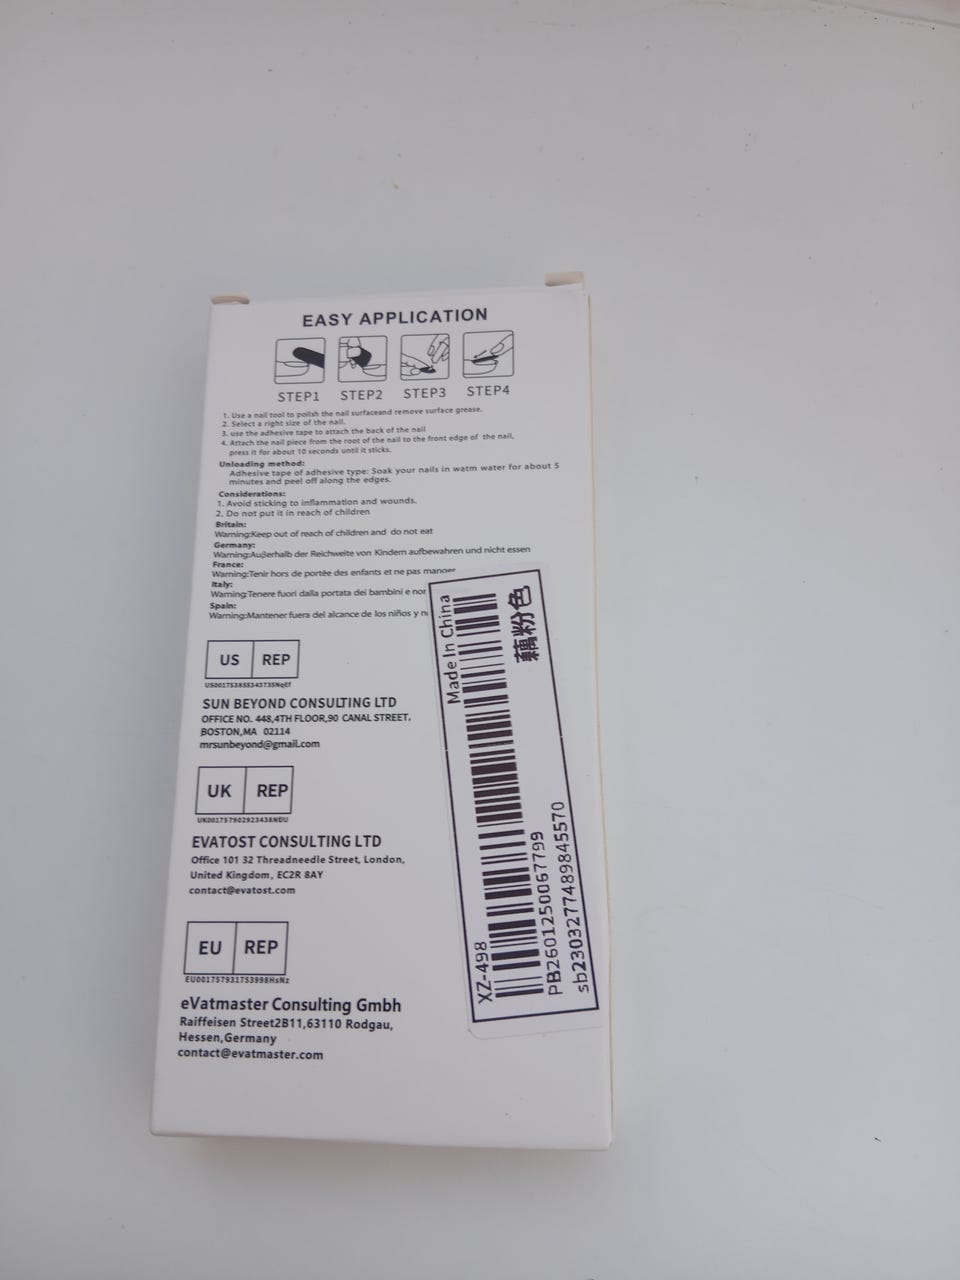 EASY APPLICATION
STEP1 STEP2 STEP3 STEP4
1. Use a nail tool to polish the nail surfaceand remove surface grease.
2. Select a right size of the nail.
3. use the adhesive tape to attach the back of the nail
4. Attach the nail piece from the root of the nail to the front edge of the nail,
press it for about 10 seconds until it sticks.
Unloading method:
Adhesive tape of adhesive type: Soak your nails in watm water for about 5
minutes and peel off along the edges.
Considerations:
1. Avoid sticking to inflammation and wounds.
2. Do not put it in reach of children
Britain:
Warning:Keep out of reach of children and do not eat
Germany:
Warning:Außerhalb der Reichweite von Kindern aufbewahren und nicht essen
France:
Warning:Tenir hors de portée des enfants et ne pas manger
Italy:
Warning:Tenere fuori dalla portata dei bambini e non
Spain:
Warning:Mantener fuera del alcance de los niños y
US REP
SUN BEYOND CONSULTING LTD
OFFICE NO. 448,4TH FLOOR,90 CANAL STREET,
BOSTON,MA 02114
mrsunbeyond@gmail.com
UK REP
UK001757902923438NDU
EVATOST CONSULTING LTD
Office 101 32 Threadneedle Street, London,
United Kingdom, EC2R 8AY
contact@evatost.com
EU REP
EU001757931753998HsNz
eVatmaster Consulting Gmbh
Raiffeisen Street2B11,63110 Rodgau,
Hessen,Germany
contact@evatmaster.com
XZ-498
Made In China
藕粉色
PB2601250067799
sb2303277489845570